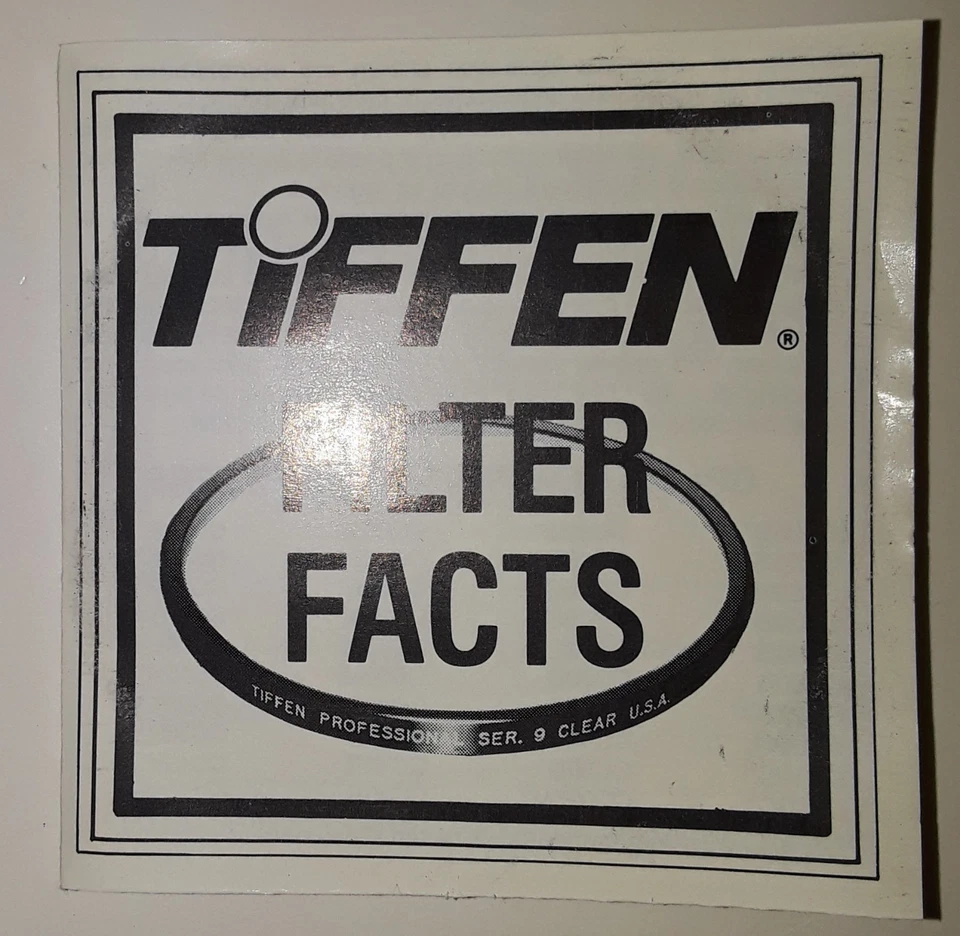 TiFFEN®
FILTER
FACTS
TIFFEN PROFESSIONAL SER. 9 CLEAR U.S.A.